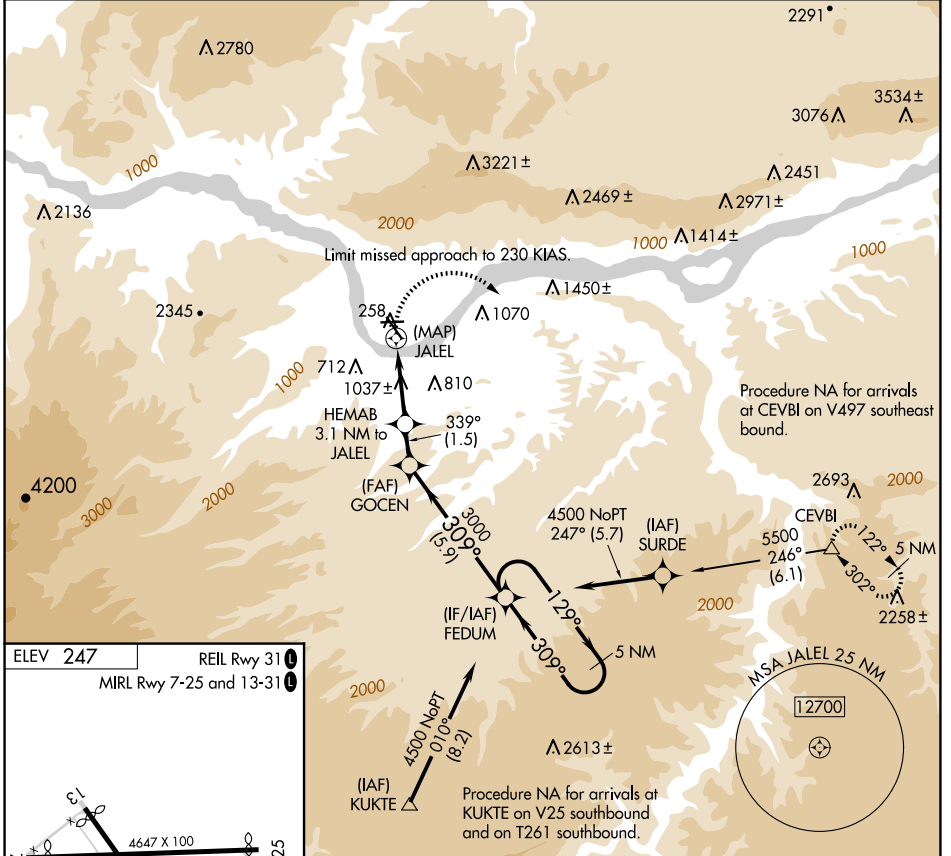 2291
2780
3534±
3076
1000
3221±
2451
2469±
2971±
2136
2000
1414±
1000
1000
Limit missed approach to 230 KIAS.
1450±
2345
258
1070
(MAP)
JALEL
712
1000
1037±
810
Procedure NA for arrivals
at CEVBI on V497 southeast
bound.
HEMAB
3.1 NM to
JALEL
339°
(1.5)
(FAF)
GOCEN
4200
3000
2000
2693
2000
3000
309°
(5.9)
4500 NoPT
247° (5.7)
(IAF)
SURDE
CEVBI
5500
246°
(6.1)
122°
5 NM
302°
2258±
2000
(IF/IAF)
FEDUM
129°
309°
5 NM
ELEV 247
REIL Rwy 31 L
MIRL Rwy 7-25 and 13-31 L
2000
MSA JALEL 25 NM
12700
4500 NoPT
010°
(8.2)
2613±
(IAF)
KUKTE
Procedure NA for arrivals at
KUKTE on V25 southbound
and on T261 southbound.
13
4647 X 100
25